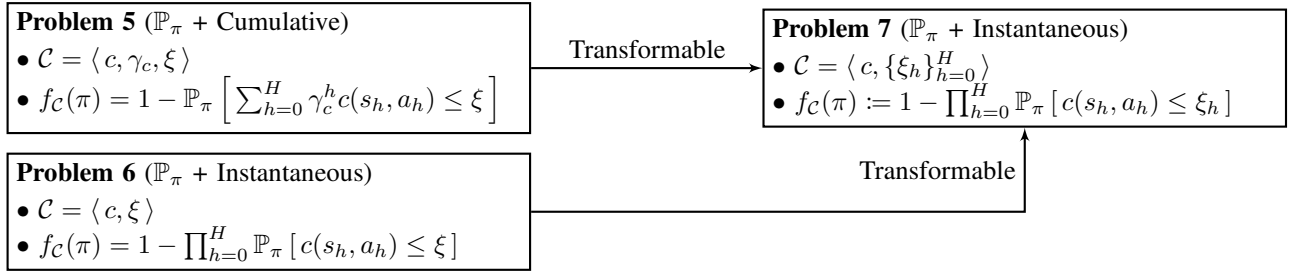 Problem 5 (ℙ_π + Cumulative)
• 𝒞 = ⟨ c, γ_c, ξ ⟩
• f_𝒞(π) = 1 − ℙ_π [ ∑_{h=0}^{H} γ_c^h c(s_h, a_h) ≤ ξ ]
Transformable
Problem 7 (ℙ_π + Instantaneous)
• 𝒞 = ⟨ c, {ξ_h}_{h=0}^{H} ⟩
• f_𝒞(π) := 1 − ∏_{h=0}^{H} ℙ_π [ c(s_h, a_h) ≤ ξ_h ]
Problem 6 (ℙ_π + Instantaneous)
• 𝒞 = ⟨ c, ξ ⟩
• f_𝒞(π) = 1 − ∏_{h=0}^{H} ℙ_π [ c(s_h, a_h) ≤ ξ ]
Transformable